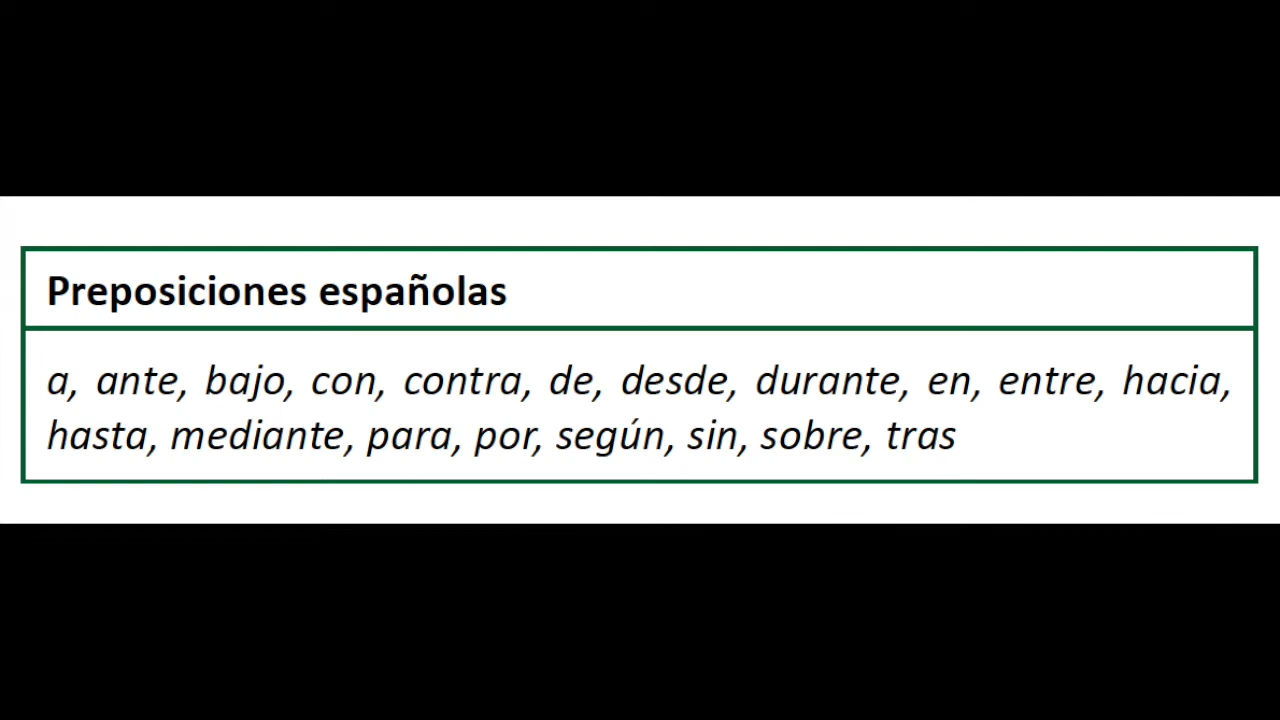 Preposiciones españolas
a, ante, bajo, con, contra, de, desde, durante, en, entre, hacia,
hasta, mediante, para, por, según, sin, sobre, tras